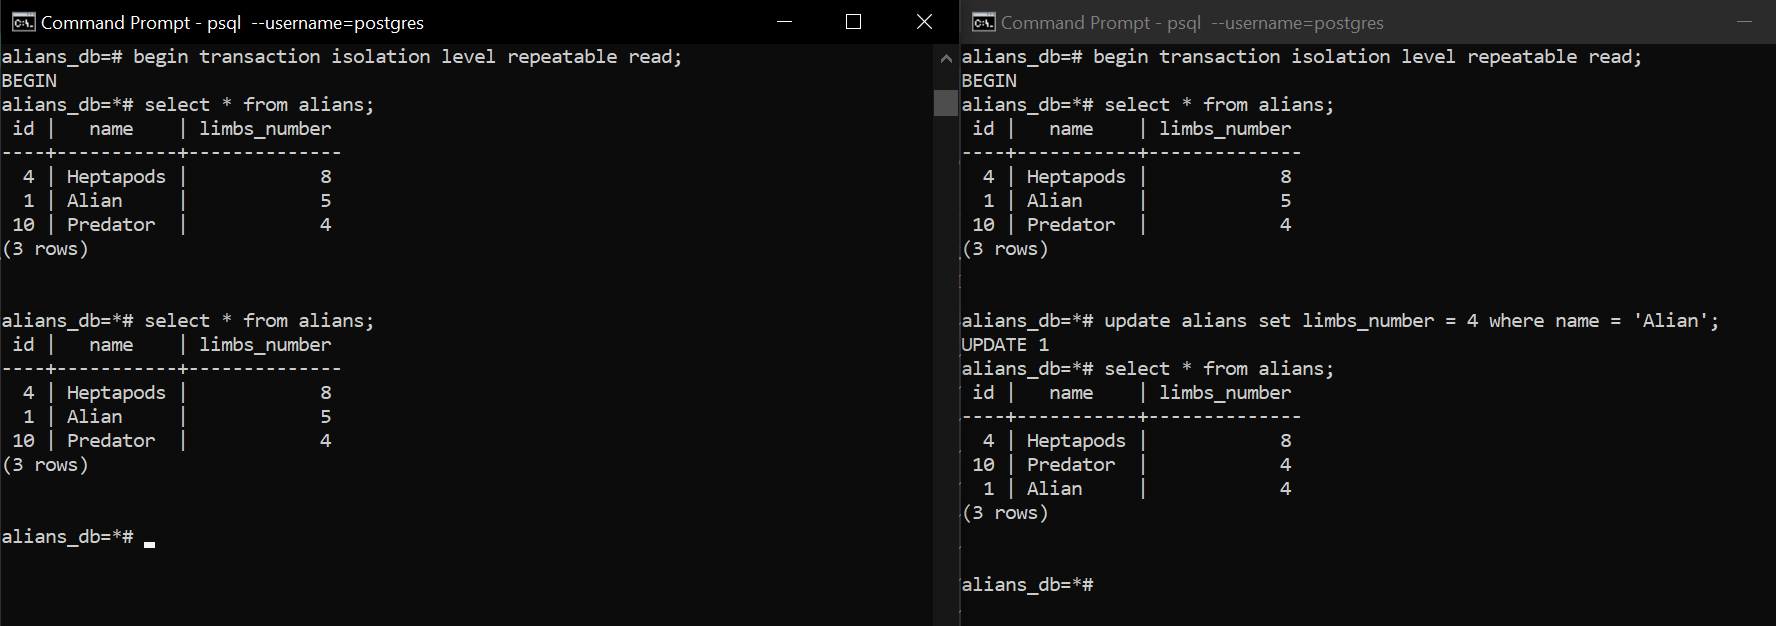 Command Prompt - psql  --username=postgres
alians_db=# begin transaction isolation level repeatable read;
BEGIN
alians_db=*# select * from alians;
 id |   name    | limbs_number
----+-----------+--------------
  4 | Heptapods |            8
  1 | Alian     |            5
 10 | Predator  |            4
(3 rows)
alians_db=*# select * from alians;
 id |   name    | limbs_number
----+-----------+--------------
  4 | Heptapods |            8
  1 | Alian     |            5
 10 | Predator  |            4
(3 rows)
alians_db=*#
Command Prompt - psql  --username=postgres
alians_db=# begin transaction isolation level repeatable read;
BEGIN
alians_db=*# select * from alians;
 id |   name    | limbs_number
----+-----------+--------------
  4 | Heptapods |            8
  1 | Alian     |            5
 10 | Predator  |            4
(3 rows)
alians_db=*# update alians set limbs_number = 4 where name = 'Alian';
UPDATE 1
alians_db=*# select * from alians;
 id |   name    | limbs_number
----+-----------+--------------
  4 | Heptapods |            8
 10 | Predator  |            4
  1 | Alian     |            4
(3 rows)
alians_db=*#